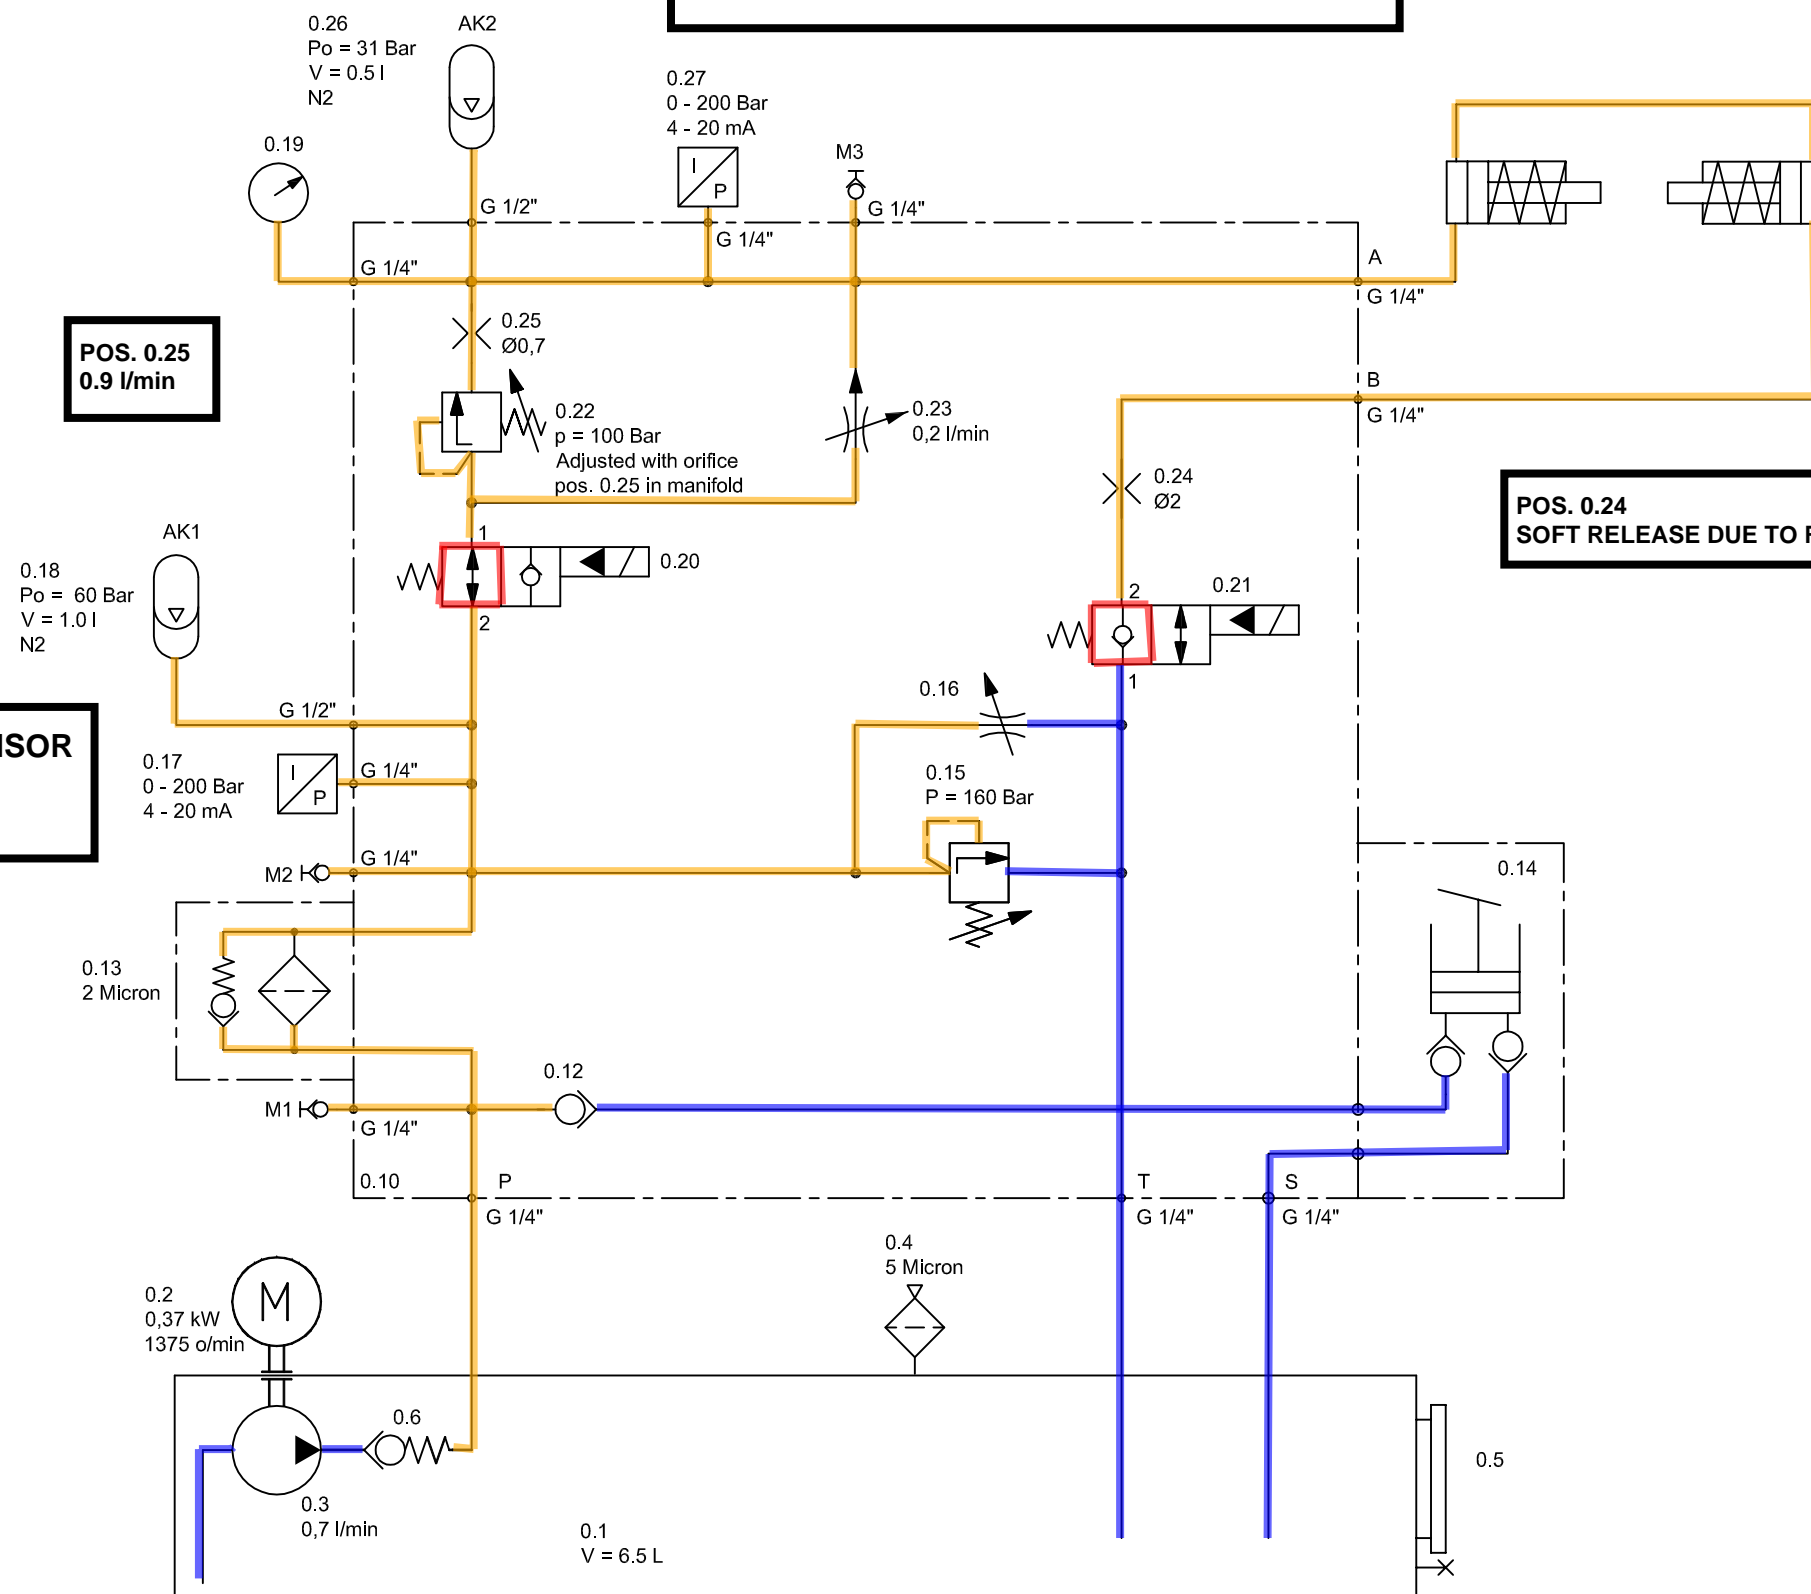 0.26
Po = 31 Bar
V = 0.5 l
N2
AK2
0.27
0 - 200 Bar
4 - 20 mA
I
P
M3
0.19
G 1/2"
G 1/4"
G 1/4"
G 1/4"
A
G 1/4"
POS. 0.25
0.9 l/min
0.25
Ø0,7
0.22
p = 100 Bar
Adjusted with orifice
pos. 0.25 in manifold
0.23
0,2 l/min
B
G 1/4"
0.24
Ø2
POS. 0.24
SOFT RELEASE DUE TO
AK1
0.18
Po = 60 Bar
V = 1.0 l
N2
1
2
0.20
2
1
0.21
G 1/2"
0.16
0.17
0 - 200 Bar
4 - 20 mA
I
P
G 1/4"
0.15
P = 160 Bar
M2
G 1/4"
0.14
0.13
2 Micron
0.12
M1
G 1/4"
0.10
P
G 1/4"
T
G 1/4"
S
G 1/4"
0.4
5 Micron
0.2
0,37 kW
1375 o/min
M
0.6
0.3
0,7 l/min
0.1
V = 6.5 L
0.5